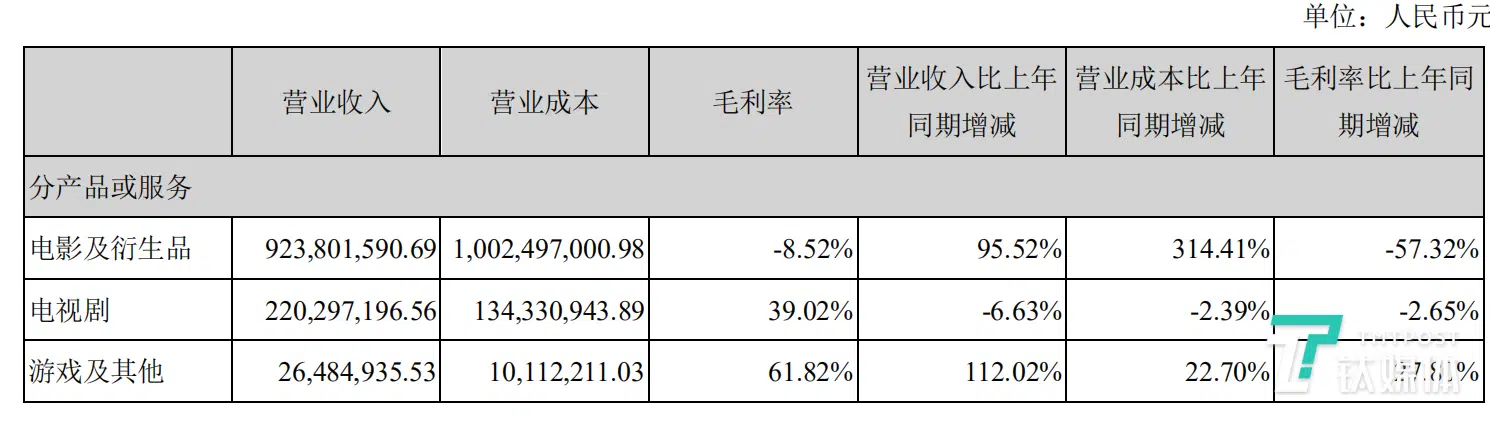 单位：人民币元
营业收入 营业成本 毛利率 营业收入比上年同期增减 营业成本比上年同期增减 毛利率比上年同期增减
分产品或服务
电影及衍生品 923,801,590.69 1,002,497,000.98 -8.52% 95.52% 314.41% -57.32%
电视剧 220,297,196.56 134,330,943.89 39.02% -6.63% -2.39% -2.65%
游戏及其他 26,484,935.53 10,112,211.03 61.82% 112.02% 22.70%
TMTPOST
钛媒体